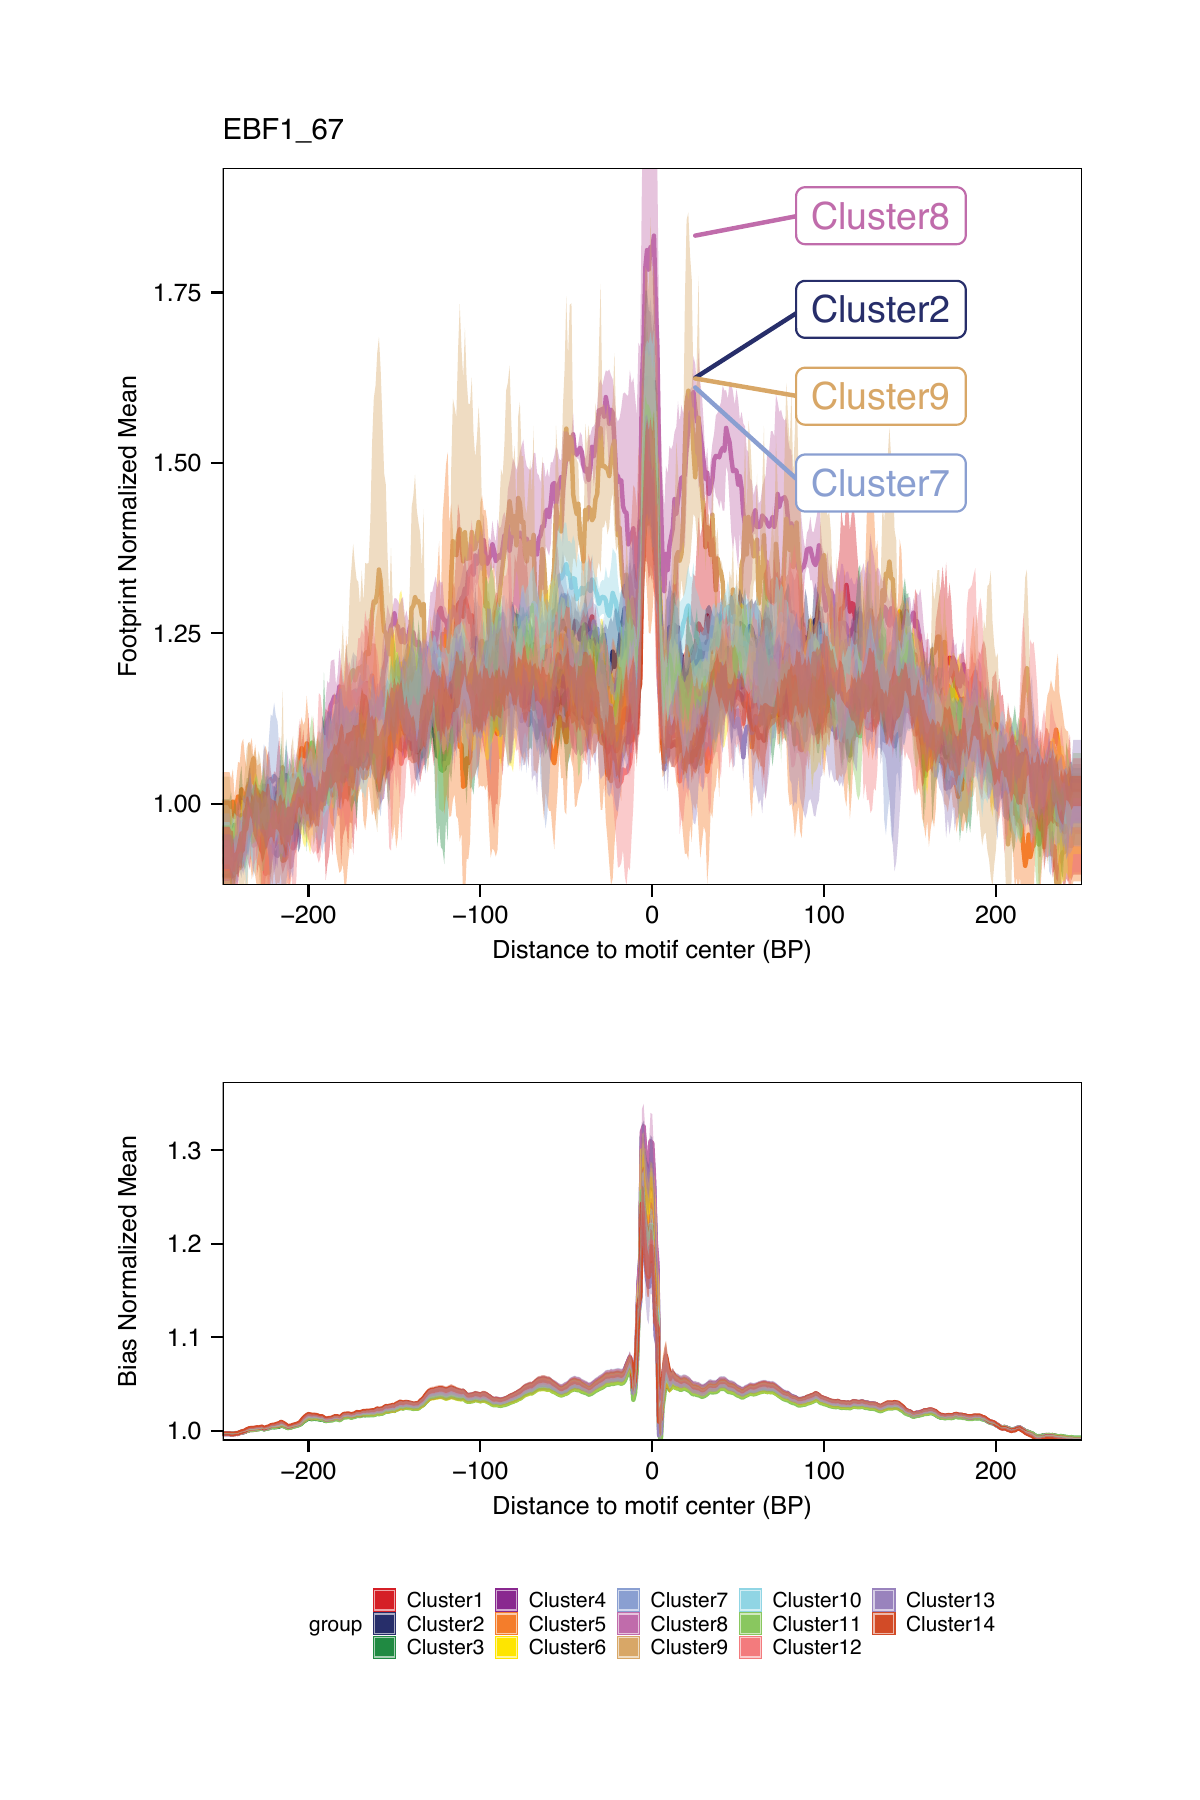 EBF1_67
Cluster8
Cluster2
Cluster9
Cluster7
1.75
1.50
1.25
1.00
Footprint Normalized Mean
−200 −100 0 100 200
Distance to motif center (BP)
1.3
1.2
1.1
1.0
Bias Normalized Mean
−200 −100 0 100 200
Distance to motif center (BP)
Cluster1 Cluster4 Cluster7 Cluster10 Cluster13
group Cluster2 Cluster5 Cluster8 Cluster11 Cluster14
Cluster3 Cluster6 Cluster9 Cluster12